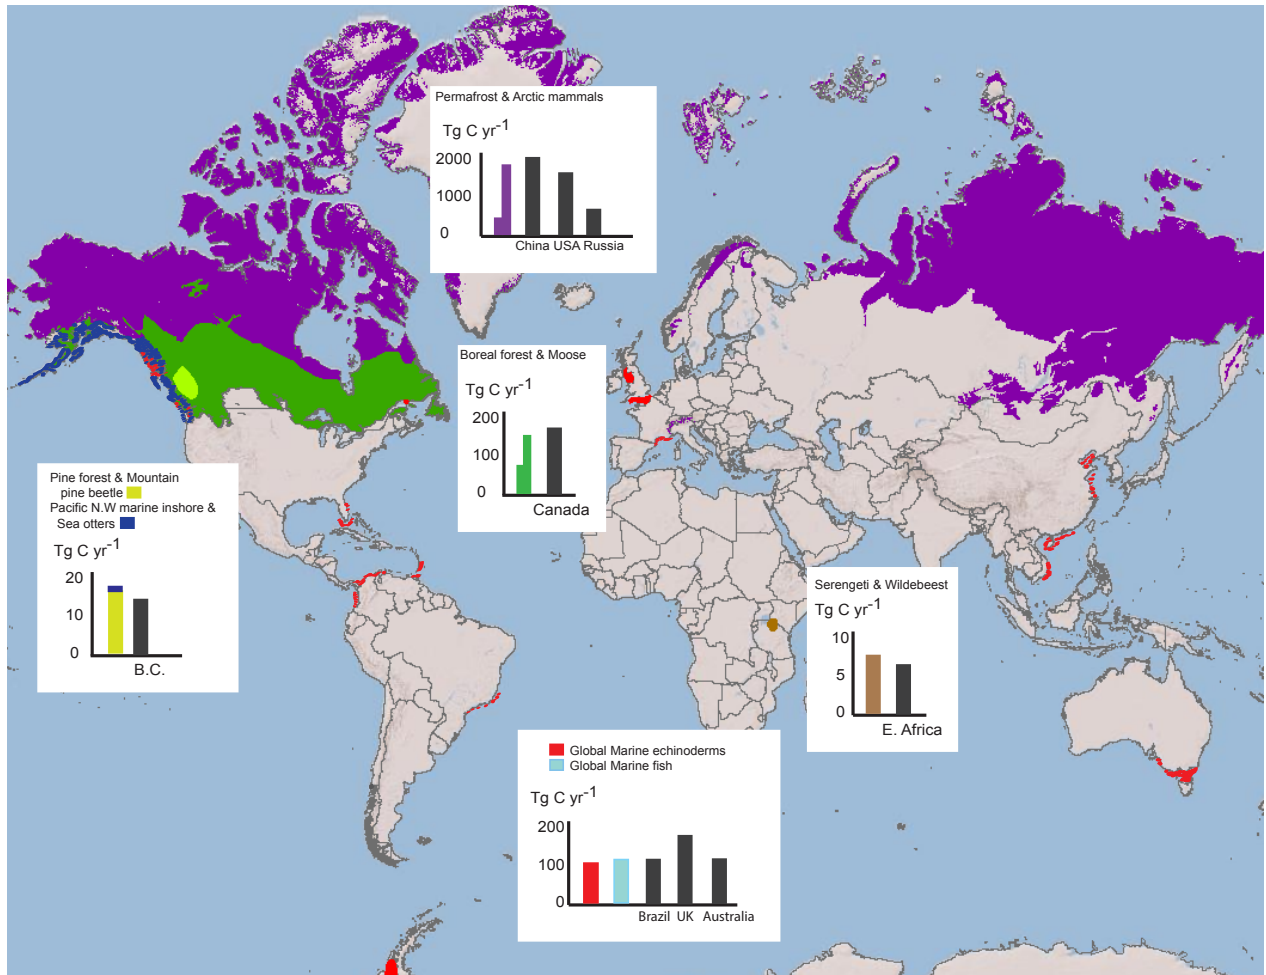 Permafrost & Arctic mammals
Tg C yr-1
2000
1000
0
China USA Russia
Boreal forest & Moose
Tg C yr-1
200
100
0
Canada
Pine forest & Mountain
pine beetle
Pacific N.W marine inshore &
Sea otters
Tg C yr-1
20
10
0
B.C.
Serengeti & Wildebeest
Tg C yr-1
10
5
0
E. Africa
Global Marine echinoderms
Global Marine fish
Tg C yr-1
200
100
0
Brazil UK Australia